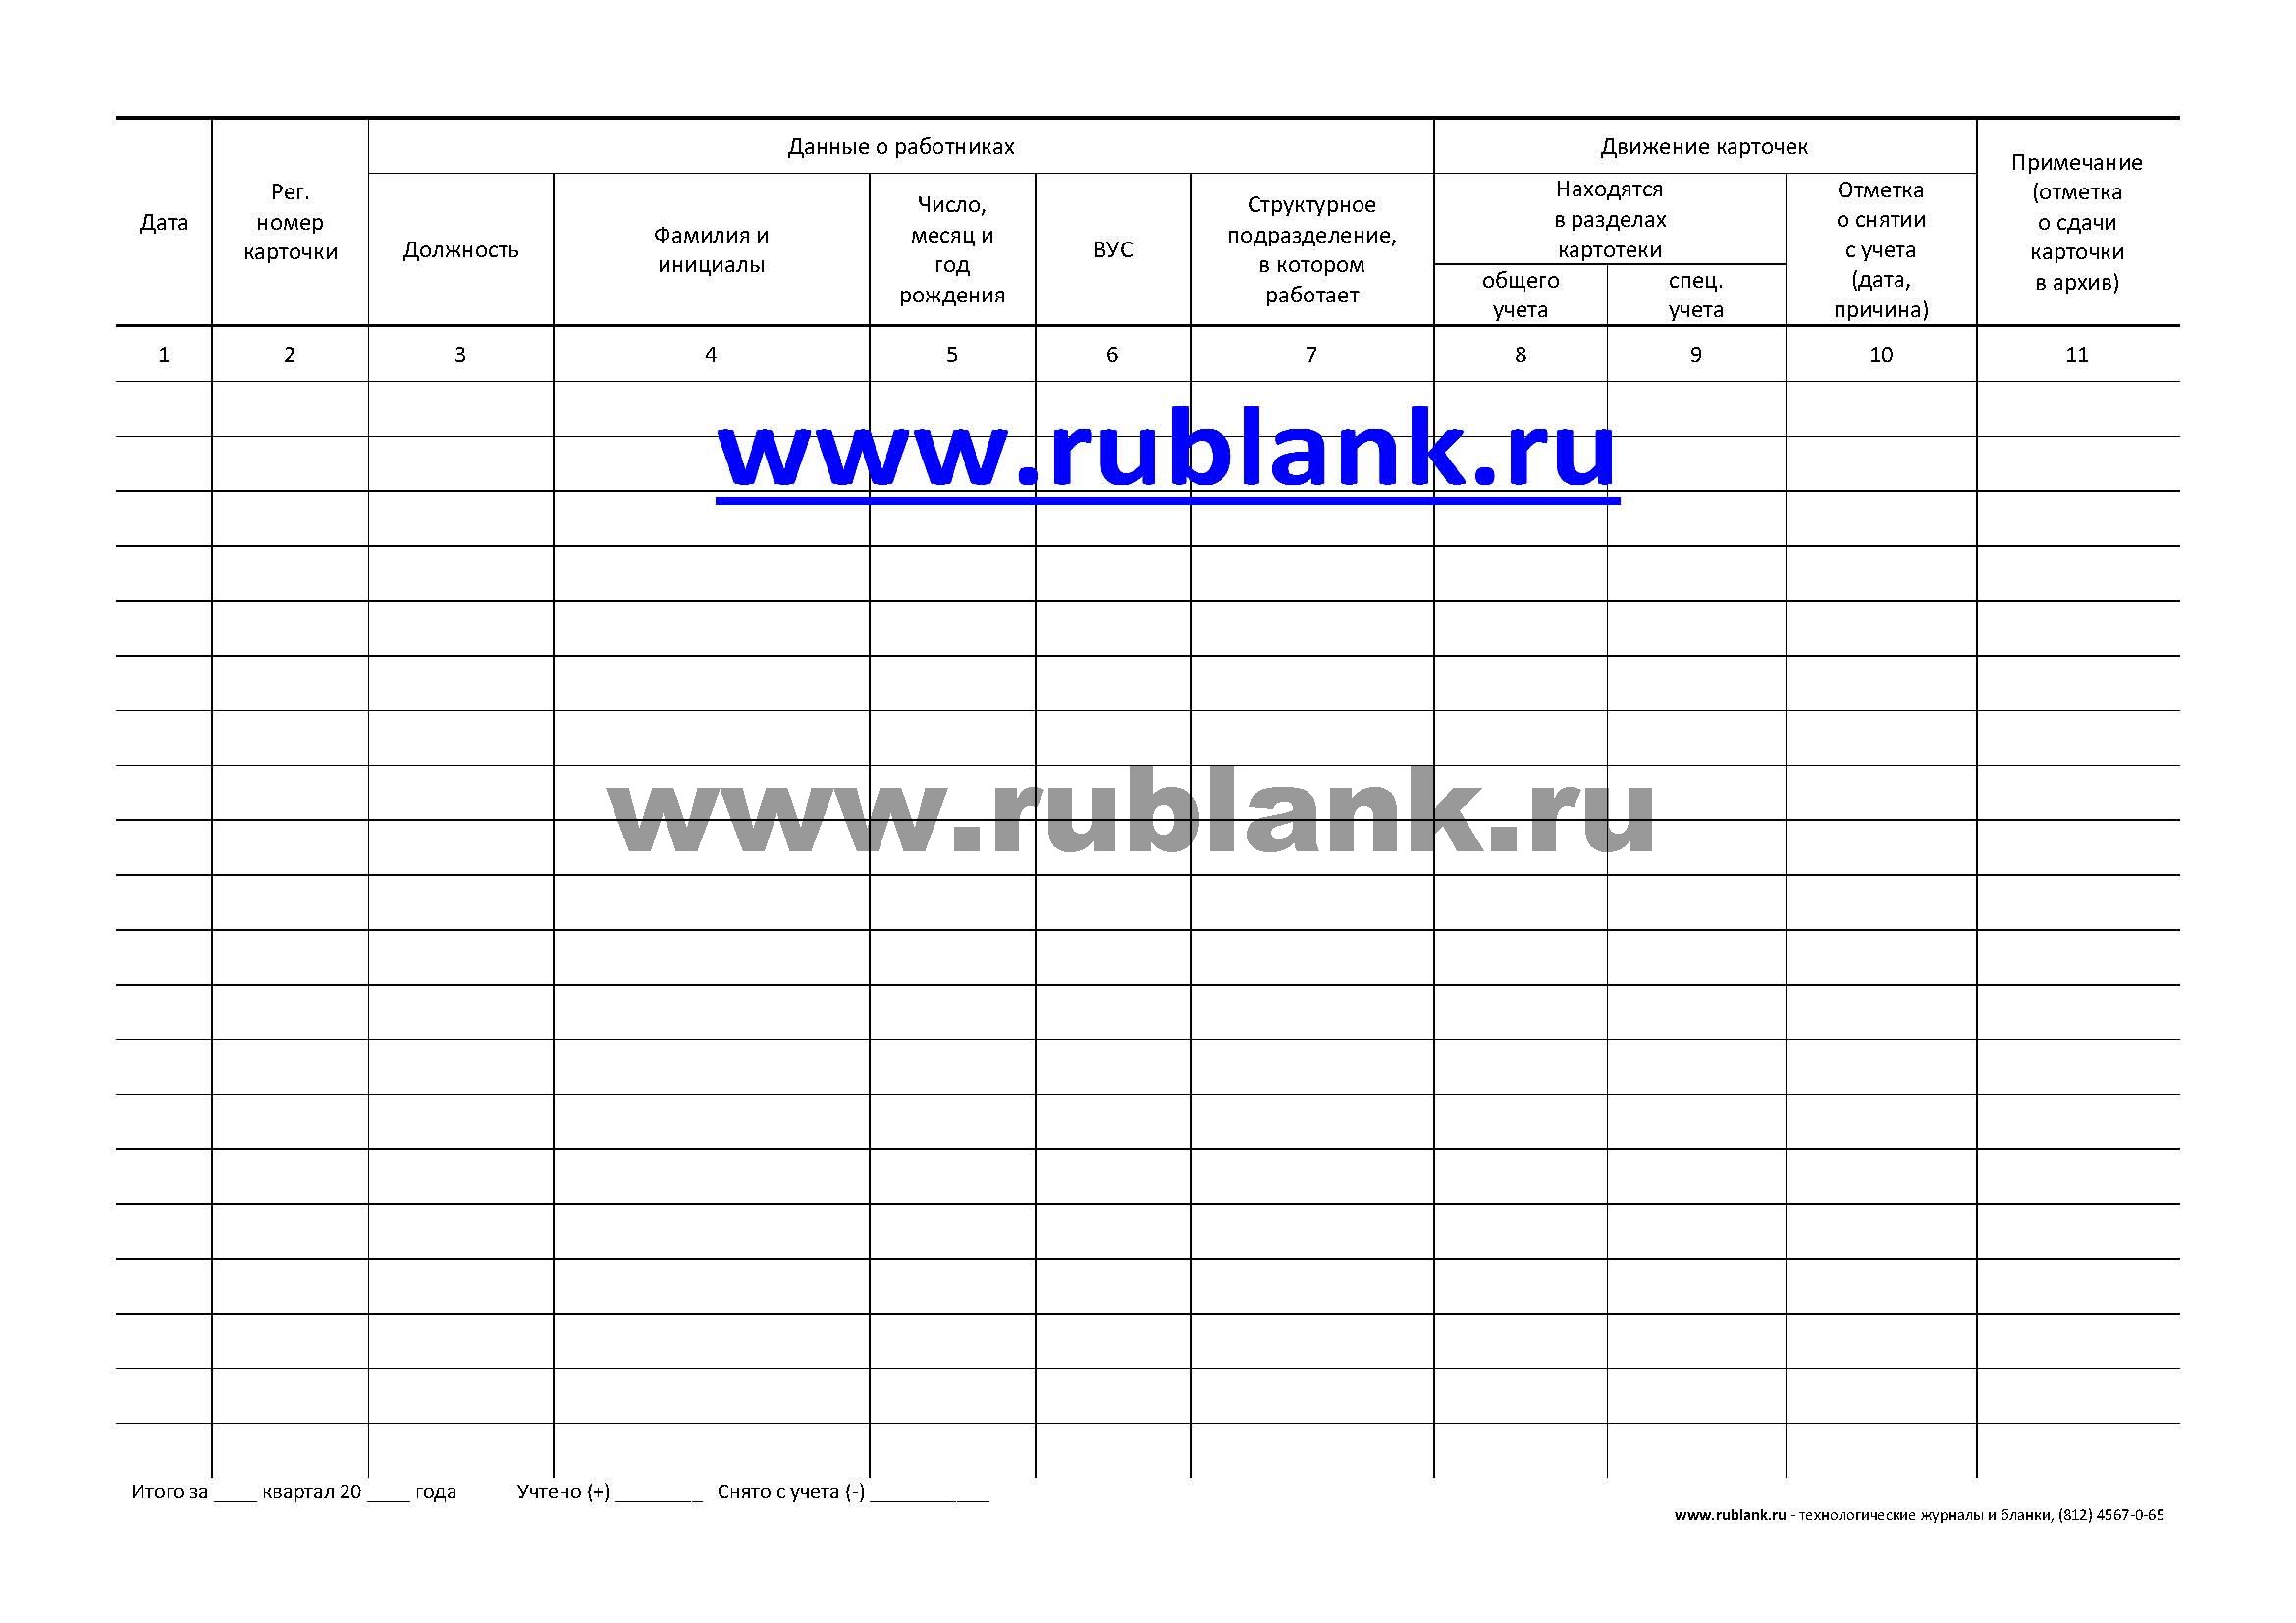 Данные о работниках
Движение карточек
Дата
Рег.
номер
карточки
Должность
Фамилия и
инициалы
Число,
месяц и
год
рождения
ВУС
Структурное
подразделение,
в котором
работает
Находятся
в разделах
картотеки
общего
учета
спец.
учета
Отметка
о снятии
с учета
(дата,
причина)
Примечание
(отметка
о сдачи
карточки
в архив)
1 2 3 4 5 6 7 8 9 10 11
www.rublank.ru
www.rublank.ru
Итого за ____ квартал 20 ____ года Учтено (+) ________ Снято с учета (-) ___________
www.rublank.ru - технологические журналы и бланки, (812) 4567-0-65